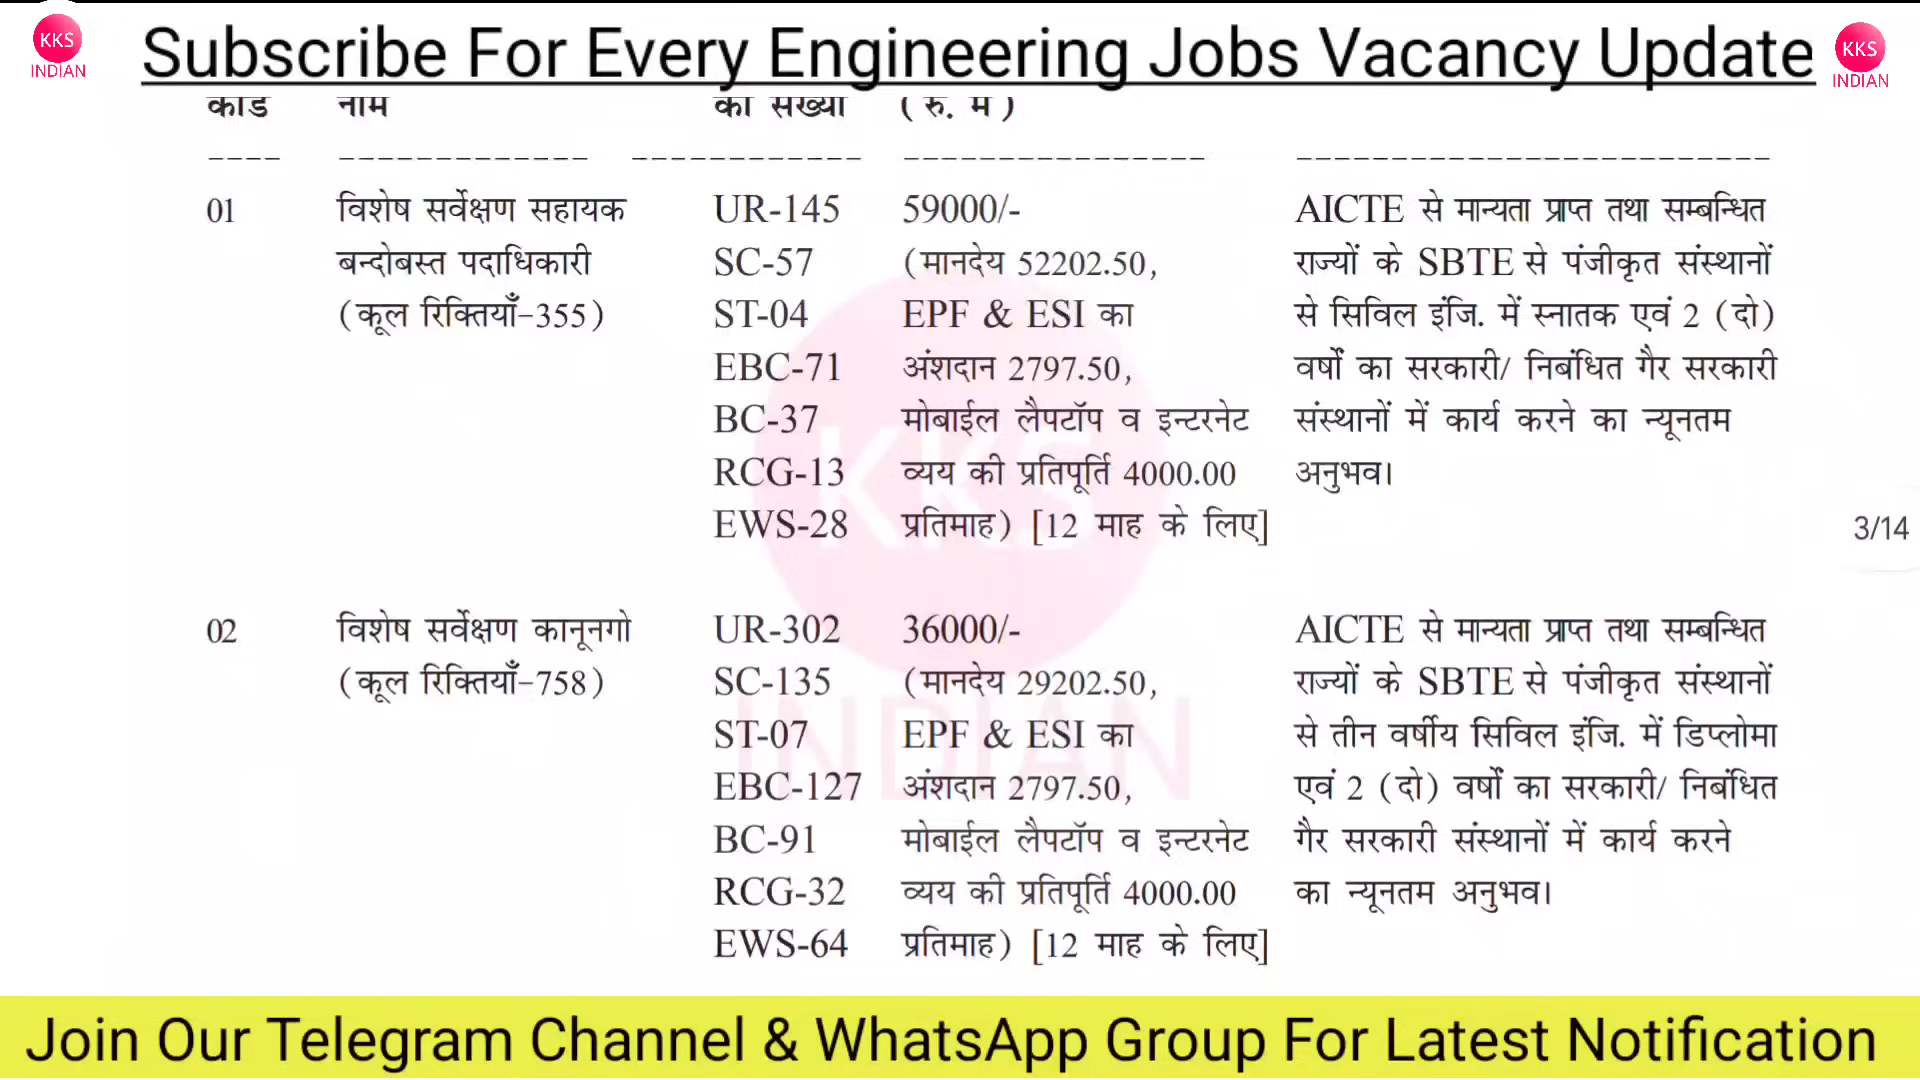 KKS
INDIAN
Subscribe For Every Engineering Jobs Vacancy Update
KKS
INDIAN
कोड नाम की संख्या (रु. में)
---- ------------- ------------ ---------------- -------------------------
01 विशेष सर्वेक्षण सहायक UR-145 59000/- AICTE से मान्यता प्राप्त तथा सम्बन्धित
बन्दोबस्त पदाधिकारी SC-57 (मानदेय 52202.50, राज्यों के SBTE से पंजीकृत संस्थानों
(कूल रिक्तियाँ-355) ST-04 EPF & ESI का से सिविल इंजि. में स्नातक एवं 2 (दो)
EBC-71 अंशदान 2797.50, वर्षों का सरकारी/ निबंधित गैर सरकारी
BC-37 मोबाईल लैपटॉप व इन्टरनेट संस्थानों में कार्य करने का न्यूनतम
RCG-13 व्यय की प्रतिपूर्ति 4000.00 अनुभव।
EWS-28 प्रतिमाह) [12 माह के लिए]
3/14
02 विशेष सर्वेक्षण कानूनगो UR-302 36000/- AICTE से मान्यता प्राप्त तथा सम्बन्धित
(कूल रिक्तियाँ-758) SC-135 (मानदेय 29202.50, राज्यों के SBTE से पंजीकृत संस्थानों
ST-07 EPF & ESI का से तीन वर्षीय सिविल इंजि. में डिप्लोमा
EBC-127 अंशदान 2797.50, एवं 2 (दो) वर्षों का सरकारी/ निबंधित
BC-91 मोबाईल लैपटॉप व इन्टरनेट गैर सरकारी संस्थानों में कार्य करने
RCG-32 व्यय की प्रतिपूर्ति 4000.00 का न्यूनतम अनुभव।
EWS-64 प्रतिमाह) [12 माह के लिए]
KKS
INDIAN
Join Our Telegram Channel & WhatsApp Group For Latest Notification